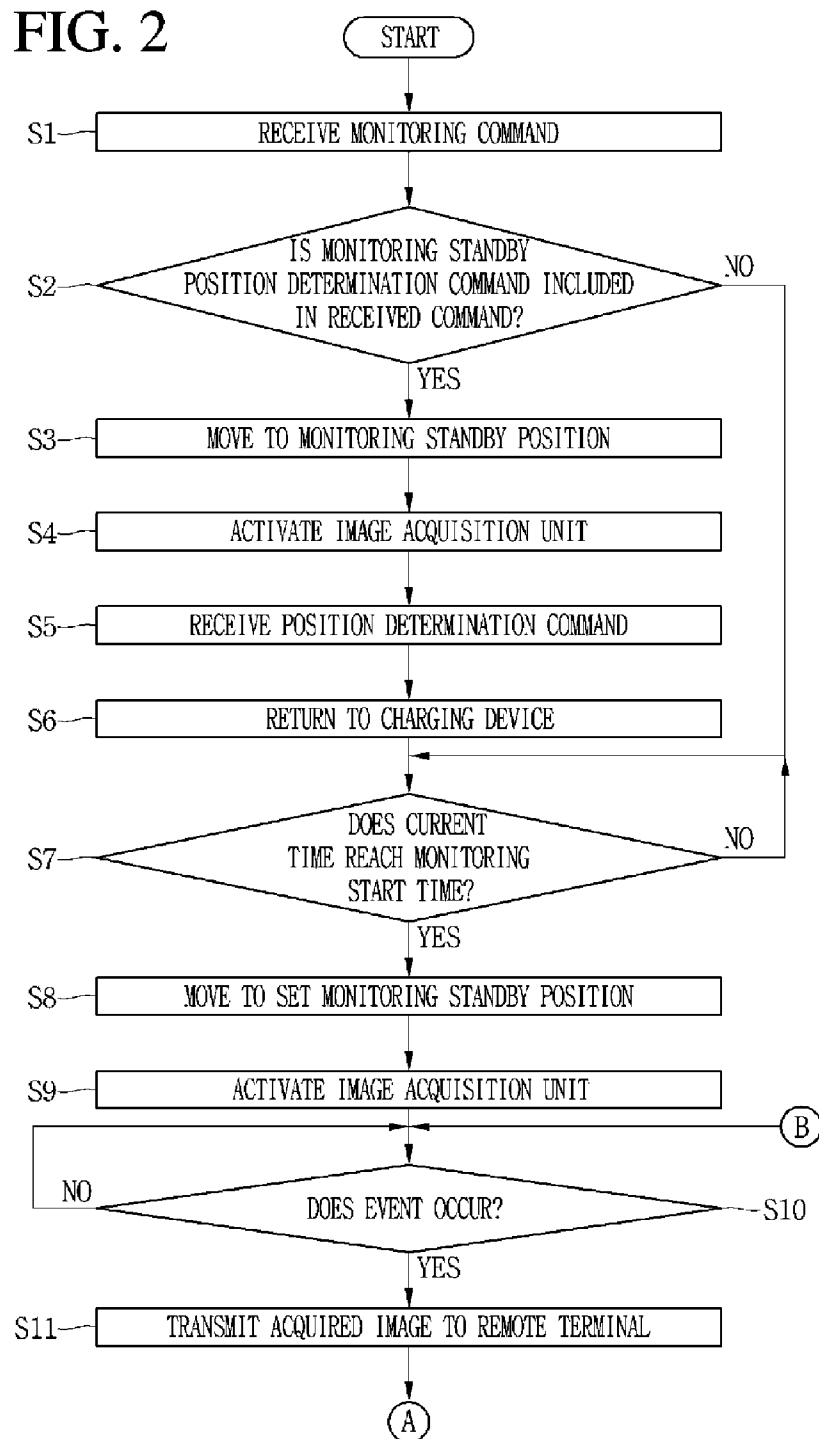 FIG. 2
START
S1
RECEIVE MONITORING COMMAND
S2
IS MONITORING STANDBY
POSITION DETERMINATION COMMAND INCLUDED
IN RECEIVED COMMAND?
NO
YES
S3
MOVE TO MONITORING STANDBY POSITION
S4
ACTIVATE IMAGE ACQUISITION UNIT
S5
RECEIVE POSITION DETERMINATION COMMAND
S6
RETURN TO CHARGING DEVICE
S7
DOES CURRENT
TIME REACH MONITORING
START TIME?
NO
YES
S8
MOVE TO SET MONITORING STANDBY POSITION
S9
ACTIVATE IMAGE ACQUISITION UNIT
B
NO
DOES EVENT OCCUR?
S10
YES
S11
TRANSMIT ACQUIRED IMAGE TO REMOTE TERMINAL
A